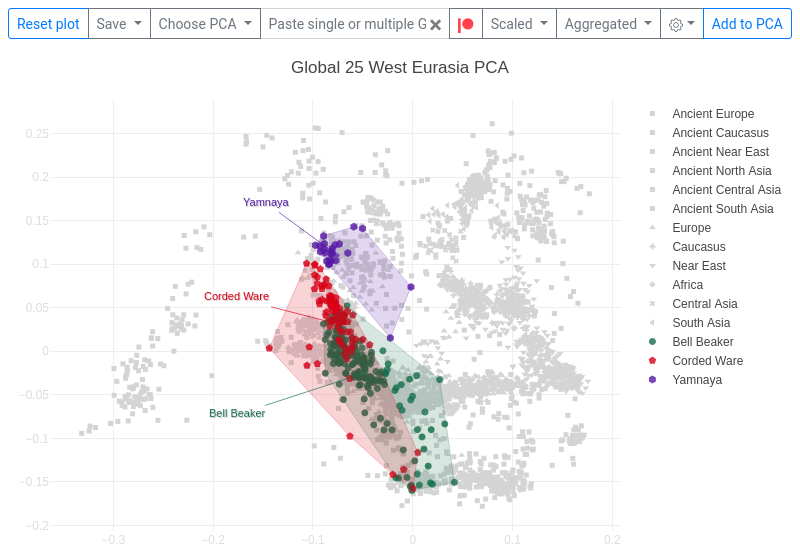 Reset plot Save Choose PCA Paste single or multiple G Scaled Aggregated Add to PCA
Global 25 West Eurasia PCA
0.25
0.2
0.15
0.1
0.05
0
−0.05
−0.1
−0.15
−0.2
−0.3 −0.2 −0.1 0 0.1 0.2
Yamnaya
Corded Ware
Bell Beaker
Ancient Europe
Ancient Caucasus
Ancient Near East
Ancient North Asia
Ancient Central Asia
Ancient South Asia
Europe
Caucasus
Near East
Africa
Central Asia
South Asia
Bell Beaker
Corded Ware
Yamnaya